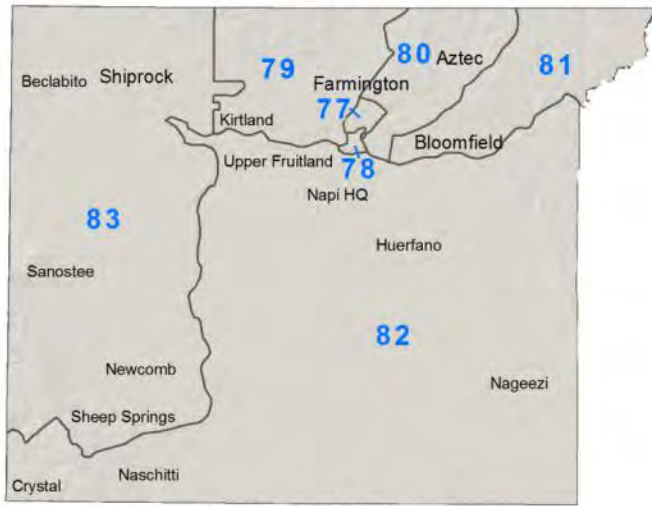 80
79
81
Aztec
Beclabito
Shiprock
Farmington
77
Kirtland
Bloomfield
Upper Fruitland
78
Napi HQ
83
Huerfano
Sanostee
82
Newcomb
Nageezi
Sheep Springs
Naschitti
Crystal